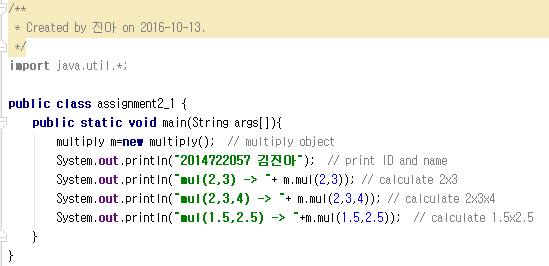 /**
 * Created by 진아 on 2016-10-13.
 */
import java.util.*;
public class assignment2_1 {
    public static void main(String args[]){
        multiply m=new multiply();  // multiply object
        System.out.println("2014722057 김진아");  // print ID and name
        System.out.println("mul(2,3) -> "+ m.mul(2,3)); // calculate 2x3
        System.out.println("mul(2,3,4) -> "+ m.mul(2,3,4)); // calculate 2x3x4
        System.out.println("mul(1.5,2.5) -> "+m.mul(1.5,2.5));  // calculate 1.5x2.5
    }
}